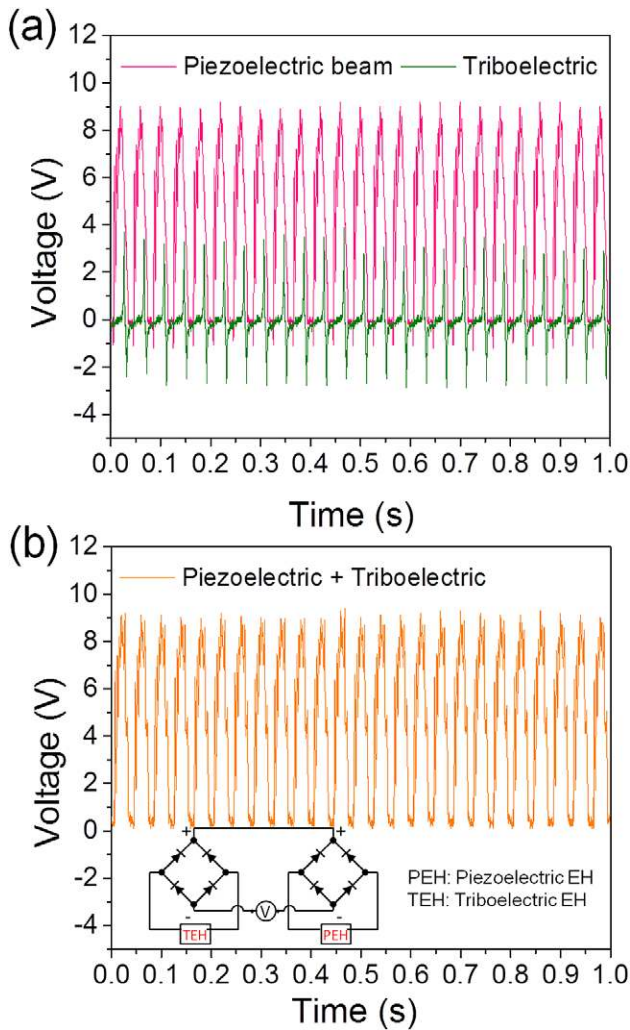 (a)
12
10
8
6
4
2
0
-2
-4
Voltage (V)
Piezoelectric beam Triboelectric
0.0 0.1 0.2 0.3 0.4 0.5 0.6 0.7 0.8 0.9 1.0
Time (s)
(b)
12
10
8
6
4
2
0
-2
-4
Voltage (V)
Piezoelectric + Triboelectric
+ +
V
- -
TEH PEH
PEH: Piezoelectric EH
TEH: Triboelectric EH
0.0 0.1 0.2 0.3 0.4 0.5 0.6 0.7 0.8 0.9 1.0
Time (s)